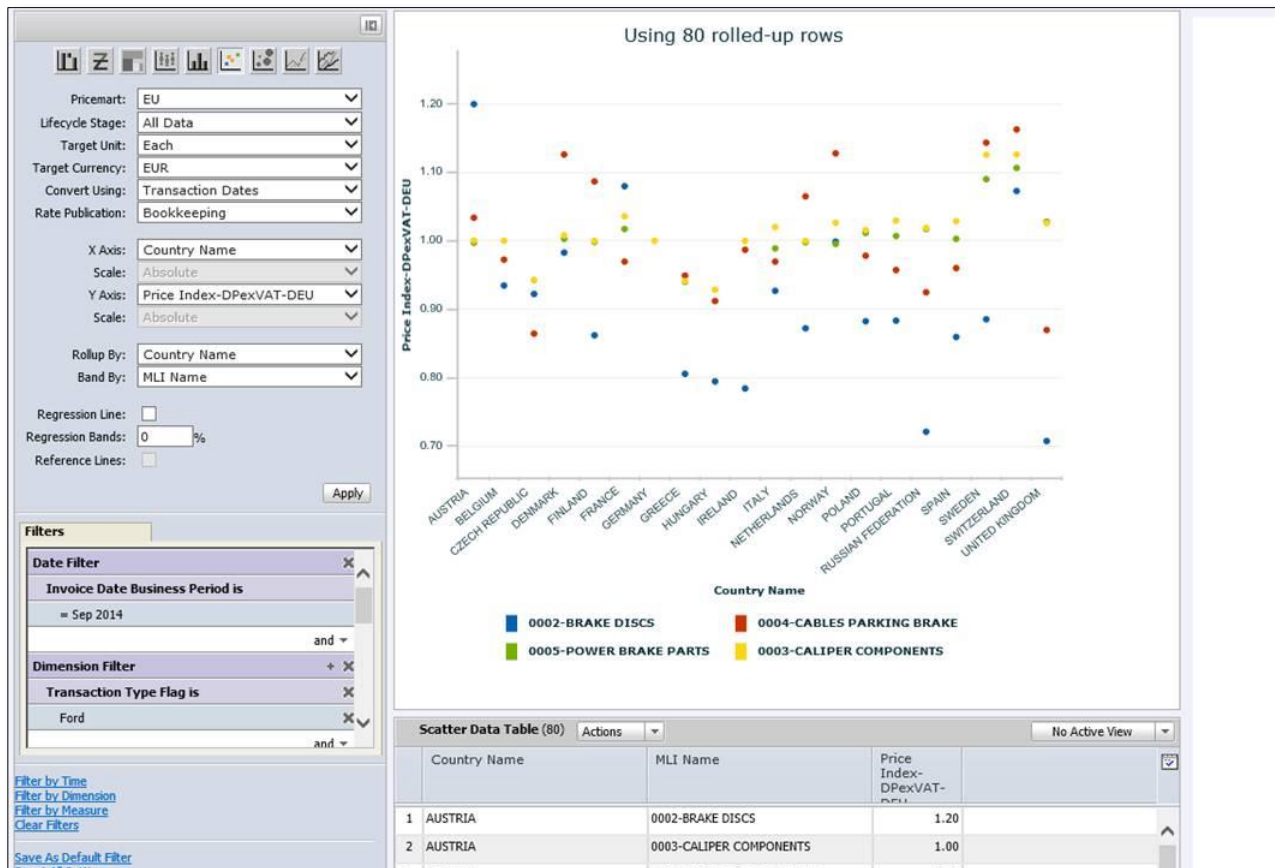 Pricemart: EU
Lifecycle Stage: All Data
Target Unit: Each
Target Currency: EUR
Convert Using: Transaction Dates
Rate Publication: Bookkeeping
X Axis: Country Name
Scale: Absolute
Y Axis: Price Index-DPexVAT-DEU
Scale: Absolute
Rollup By: Country Name
Band By: MLI Name
Regression Line:
Regression Bands: 0 %
Reference Lines:
Apply
Filters
Date Filter
Invoice Date Business Period is
= Sep 2014
and
Dimension Filter
+
Transaction Type Flag is
Ford
and
Filter by Time
Filter by Dimension
Filter by Measure
Clear Filters
Save As Default Filter
Using 80 rolled-up rows
Price Index-DPexVAT-DEU
1.20
1.10
1.00
0.90
0.80
0.70
AUSTRIA
BELGIUM
CZECH REPUBLIC
DENMARK
FINLAND
FRANCE
GERMANY
GREECE
HUNGARY
IRELAND
ITALY
NETHERLANDS
NORWAY
POLAND
PORTUGAL
RUSSIAN FEDERATION
SPAIN
SWEDEN
SWITZERLAND
UNITED KINGDOM
Country Name
0002-BRAKE DISCS 0004-CABLES PARKING BRAKE
0005-POWER BRAKE PARTS 0003-CALIPER COMPONENTS
Scatter Data Table (80) Actions No Active View
Country Name MLI Name Price
Index-
DPexVAT-
DEU
1 AUSTRIA 0002-BRAKE DISCS 1.20
2 AUSTRIA 0003-CALIPER COMPONENTS 1.00